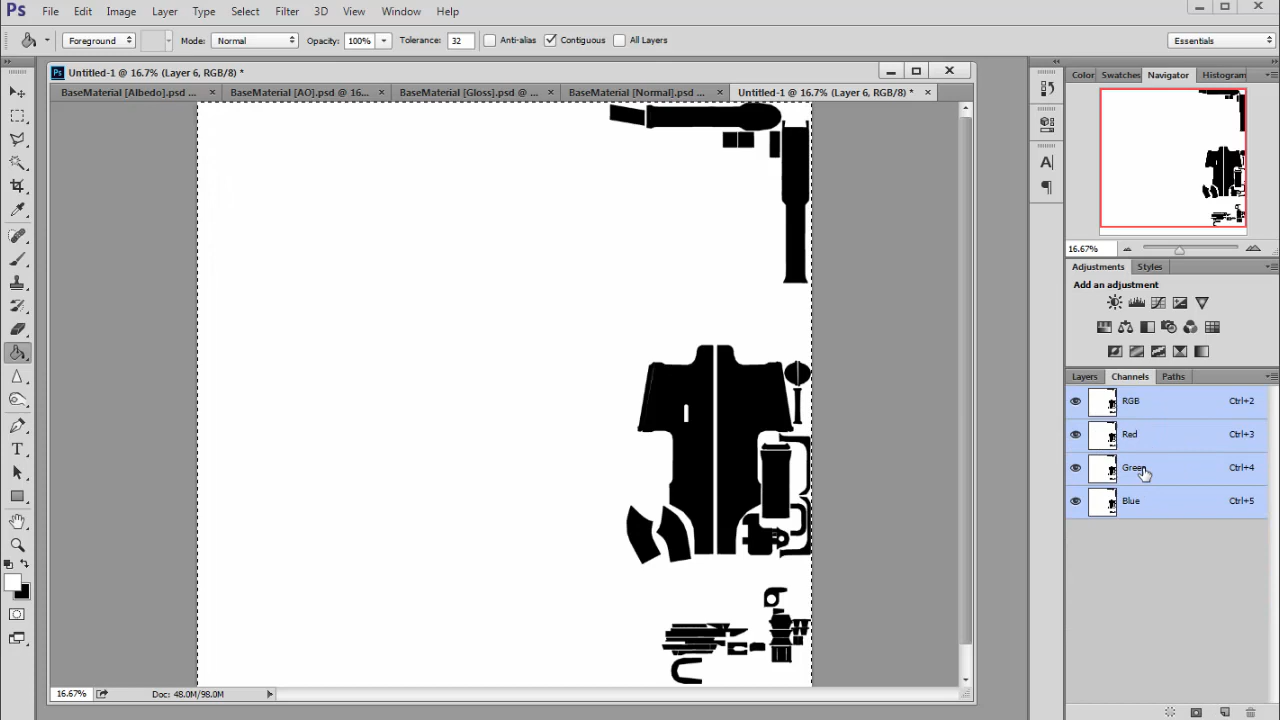 Ps File Edit Image Layer Type Select Filter 3D View Window Help
Foreground Mode: Normal Opacity: 100% Tolerance: 32 Anti-alias Contiguous All Layers Essentials
Untitled-1 @ 16.7% (Layer 6, RGB/8) *
BaseMaterial [Albedo].psd ... × BaseMaterial [AO].psd @ 16... × BaseMaterial [Gloss].psd @ ... × BaseMaterial [Normal].psd ... × Untitled-1 @ 16.7% (Layer 6, RGB/8) * ×
Color Swatches Navigator Histogram
16.67%
Adjustments Styles
Add an adjustment
Layers Channels Paths
RGB Ctrl+2
Red Ctrl+3
Green Ctrl+4
Blue Ctrl+5
16.67% Doc: 48.0M/98.0M